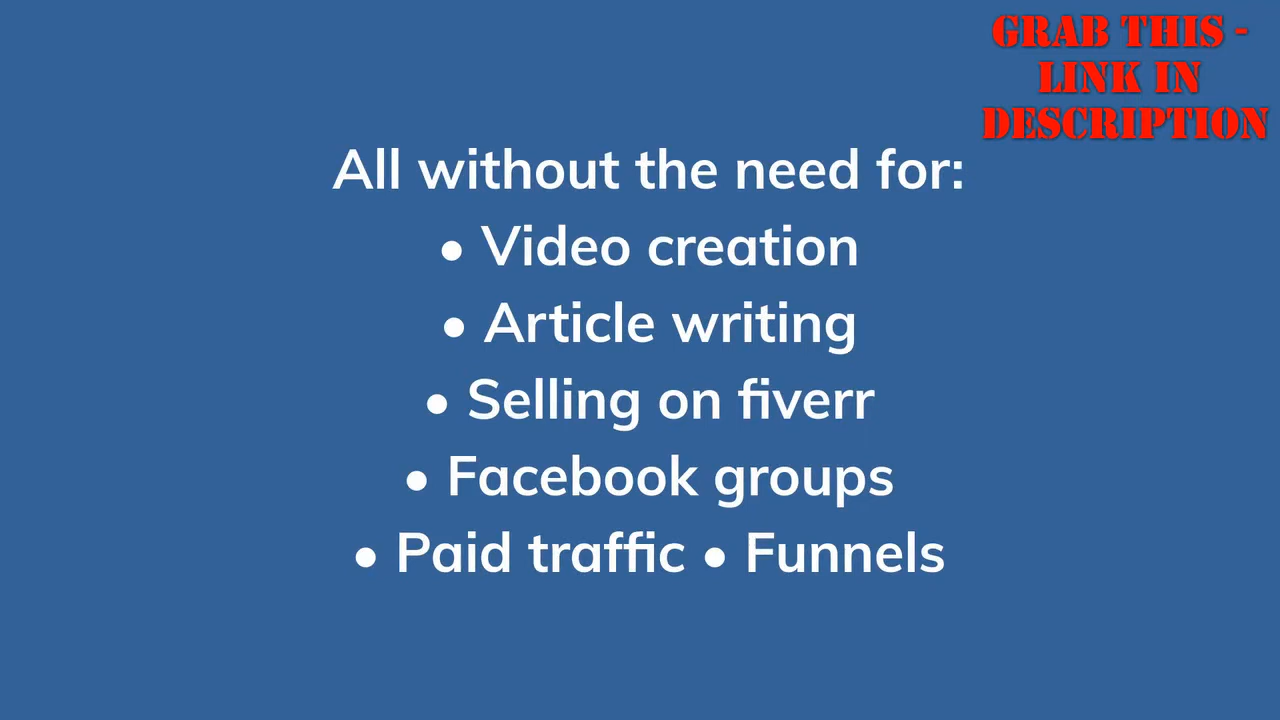 GRAB THIS -
LINK IN
DESCRIPTION
All without the need for:
• Video creation
• Article writing
• Selling on fiverr
• Facebook groups
• Paid traffic • Funnels